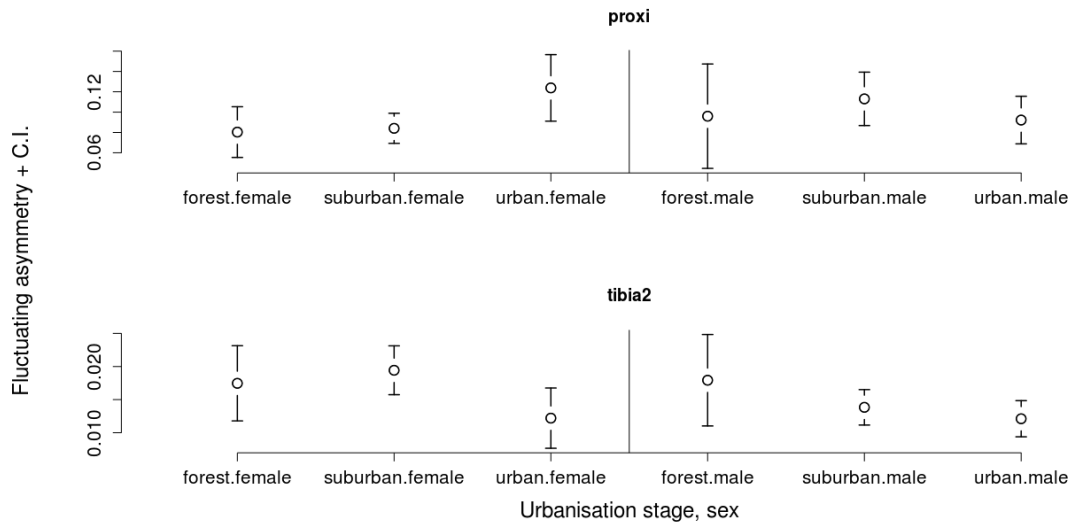 proxi
0.12
0.06
forest.female suburban.female urban.female forest.male suburban.male urban.male
Fluctuating asymmetry + C.I.
tibia2
0.020
0.010
forest.female suburban.female urban.female forest.male suburban.male urban.male
Urbanisation stage, sex